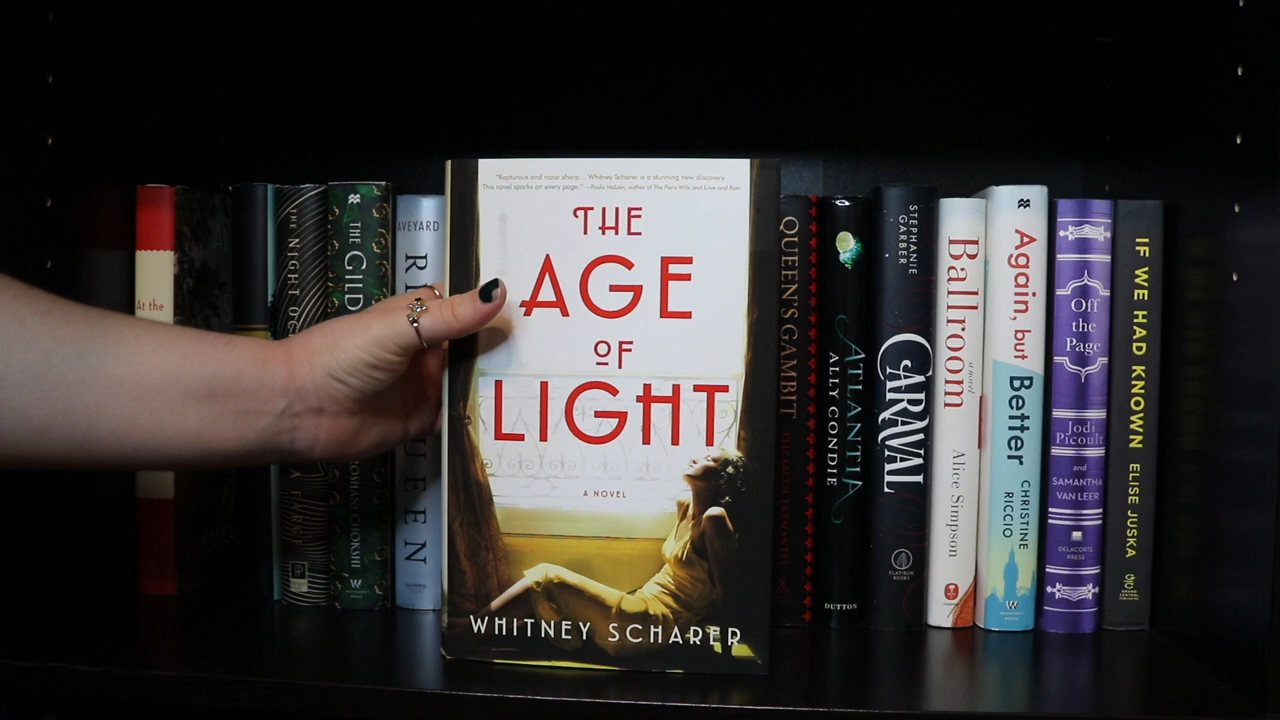 At the
THE NIGHT
THE GILD
ROSHANI CHOKSHI
AVEYARD
QUEEN
"Rapturous and razor sharp . . . Whitney Scharer is a stunning new discovery.
This novel sparks on every page." —Paula McLain, author of The Paris Wife and Love and Ruin
THE
AGE
OF
LIGHT
A NOVEL
WHITNEY SCHARER
QUEEN'S GAMBIT
ATLANTIA
ALLY CONDIE
DUTTON
STEPHANIE
GARBER
CARAVAL
FLATIRON
BOOKS
Ballroom
a novel
Alice Simpson
Again, but
Better
CHRISTINE
RICCIO
Off
the
Page
Jodi
Picoult
and
SAMANTHA
VAN LEER
DELACORTE
PRESS
IF WE HAD KNOWN
ELISE JUSKA